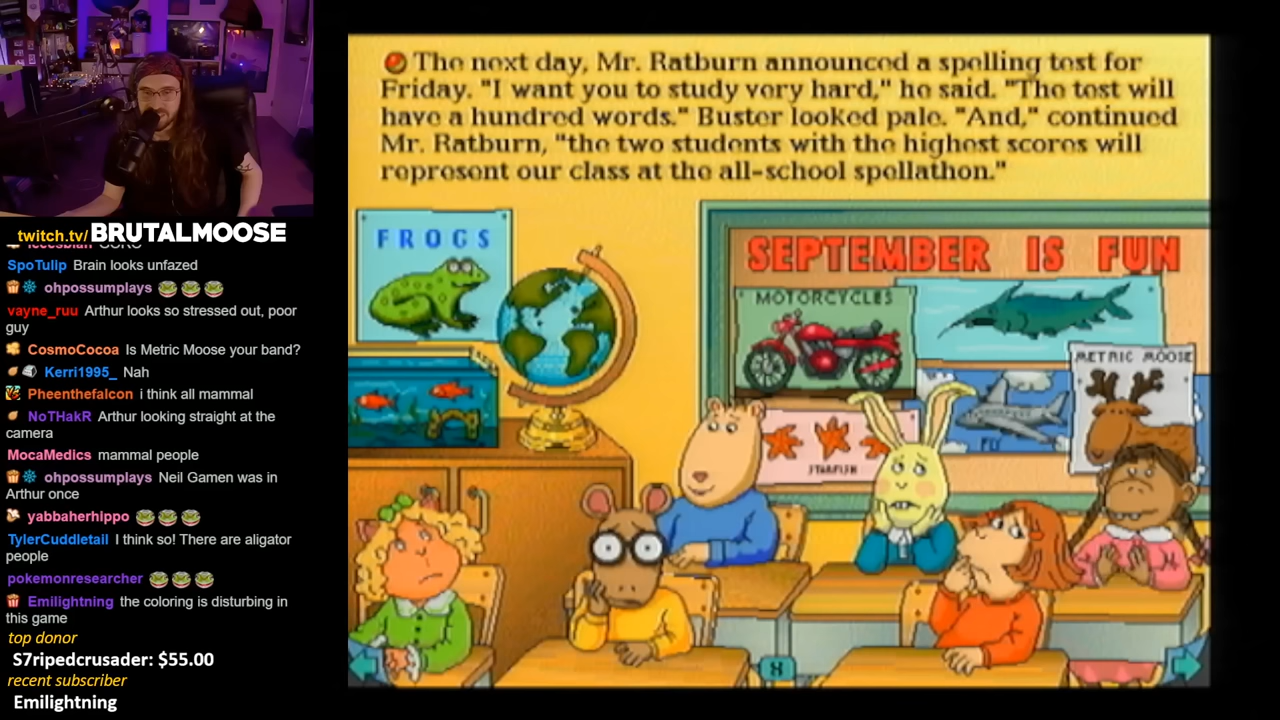 twitch.tv/BRUTALMOOSE
SpoTulip Brain looks unfazed
ohpossumplays
vayne_ruu Arthur looks so stressed out, poor
guy
CosmoCocoa Is Metric Moose your band?
Kerri1995_ Nah
Pheenthefalcon i think all mammal
NoTHakR Arthur looking straight at the
camera
MocaMedics mammal people
ohpossumplays Neil Gamen was in
Arthur once
yabbaherhippo
TylerCuddletail I think so! There are aligator
people
pokemonresearcher
Emilightning the coloring is disturbing in
this game
top donor
S7ripedcrusader: $55.00
recent subscriber
Emilightning
The next day, Mr. Ratburn announced a spelling test for
Friday. "I want you to study very hard," he said. "The test will
have a hundred words." Buster looked pale. "And," continued
Mr. Ratburn, "the two students with the highest scores will
represent our class at the all-school spellathon."
FROGS
SEPTEMBER IS FUN
MOTORCYCLES
METRIC MOOSE
STARFISH
FLY
8